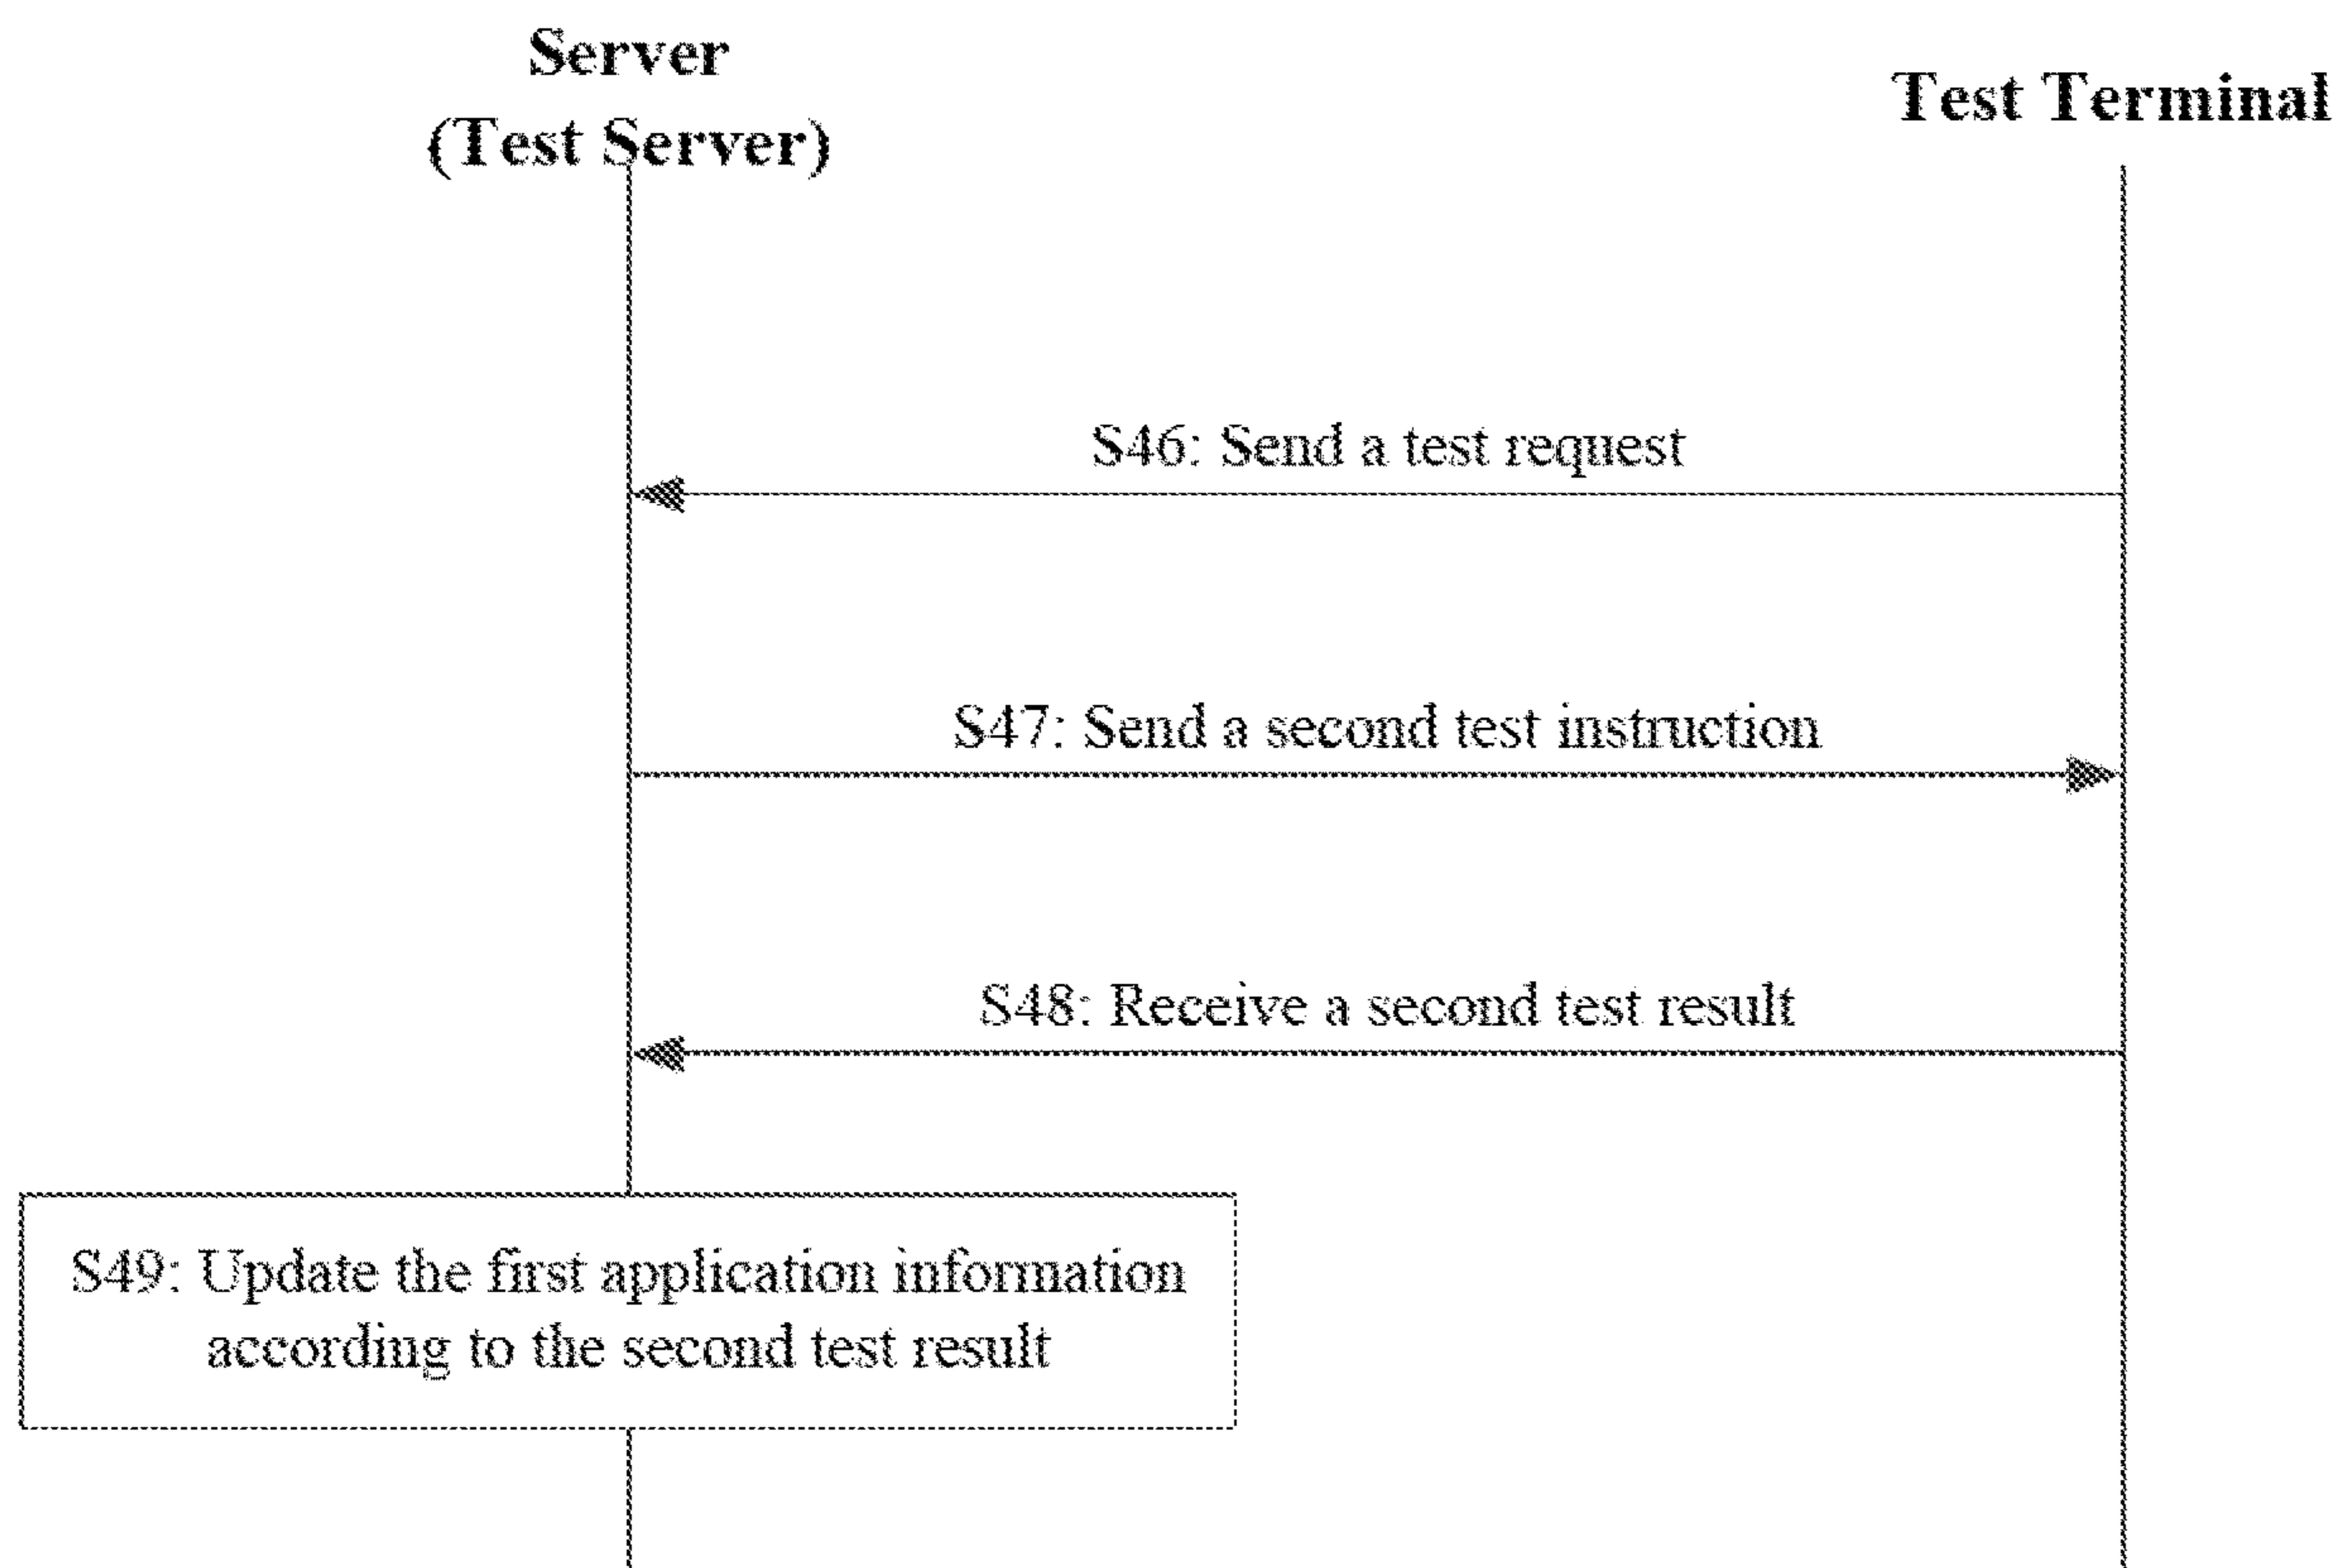 Server
(Test Server)
Test Terminal
S46: Send a test request
S47: Send a second test instruction
S48: Receive a second test result
S49: Update the first application information
according to the second test result